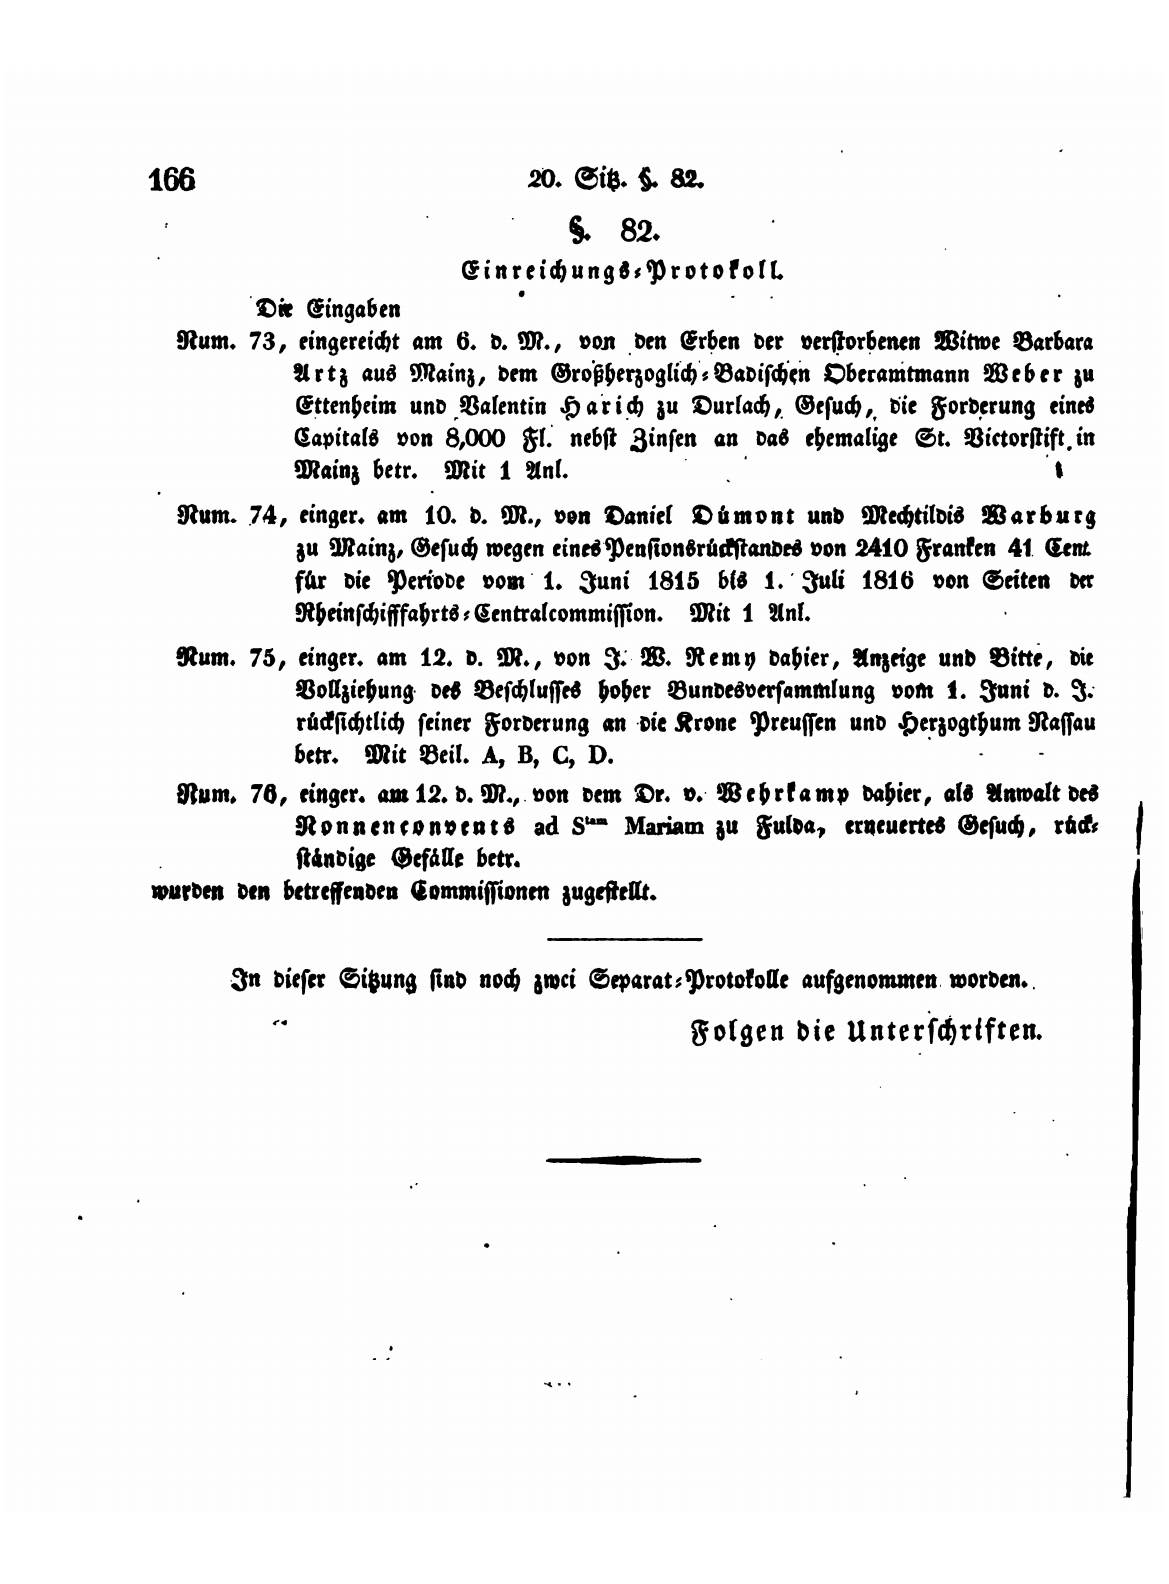 166 20. Sitz. §. 82.
§. 82.
Einreichungs-Protokoll.
Die Eingaben
Num. 73, eingereicht am 6. d. M., von den Erben der verstorbenen Witwe Barbara
Artz aus Mainz, dem Großherzoglich-Badischen Oberamtmann Weber zu
Ettenheim und Valentin Harich zu Durlach, Gesuch, die Forderung eines
Capitals von 8,000 Fl. nebst Zinsen an das ehemalige St. Victorstift in
Mainz betr. Mit 1 Anl.
Num. 74, einger. am 10. d. M., von Daniel Dümont und Mechtildis Warburg
zu Mainz, Gesuch wegen eines Pensionsrückstandes von 2410 Franken 41 Cent
für die Periode vom 1. Juni 1815 bis 1. Juli 1816 von Seiten der
Rheinschifffahrts-Centralcommission. Mit 1 Anl.
Num. 75, einger. am 12. d. M., von J. W. Remy dahier, Anzeige und Bitte, die
Vollziehung des Beschlusses hoher Bundesversammlung vom 1. Juni d. J.
rücksichtlich seiner Forderung an die Krone Preussen und Herzogthum Nassau
betr. Mit Beil. A, B, C, D.
Num. 76, einger. am 12. d. M., von dem Dr. v. Wehrkamp dahier, als Anwalt des
Nonnenconvents ad Stam Mariam zu Fulda, erneuertes Gesuch, rück-
ständige Gefälle betr.
wurden den betreffenden Commissionen zugestellt.
In dieser Sitzung sind noch zwei Separat-Protokolle aufgenommen worden.
Folgen die Unterschriften.